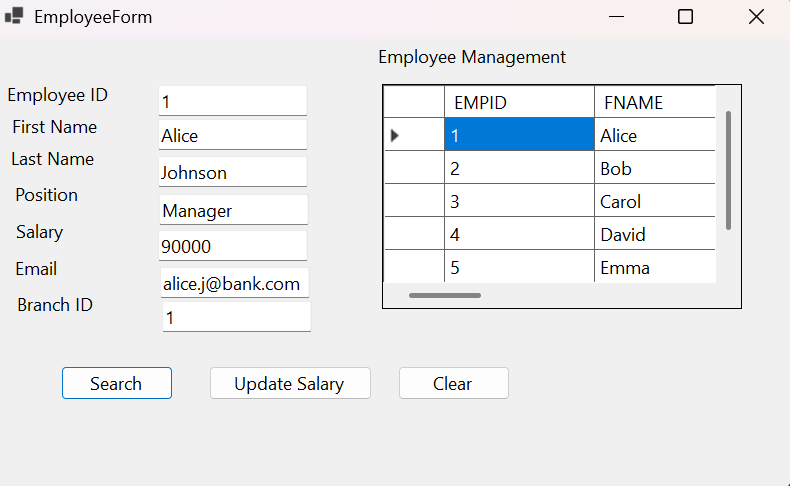 EmployeeForm
Employee Management
Employee ID 1
First Name Alice
Last Name Johnson
Position Manager
Salary 90000
Email alice.j@bank.com
Branch ID 1
EMPID FNAME
1 Alice
2 Bob
3 Carol
4 David
5 Emma
Search Update Salary Clear